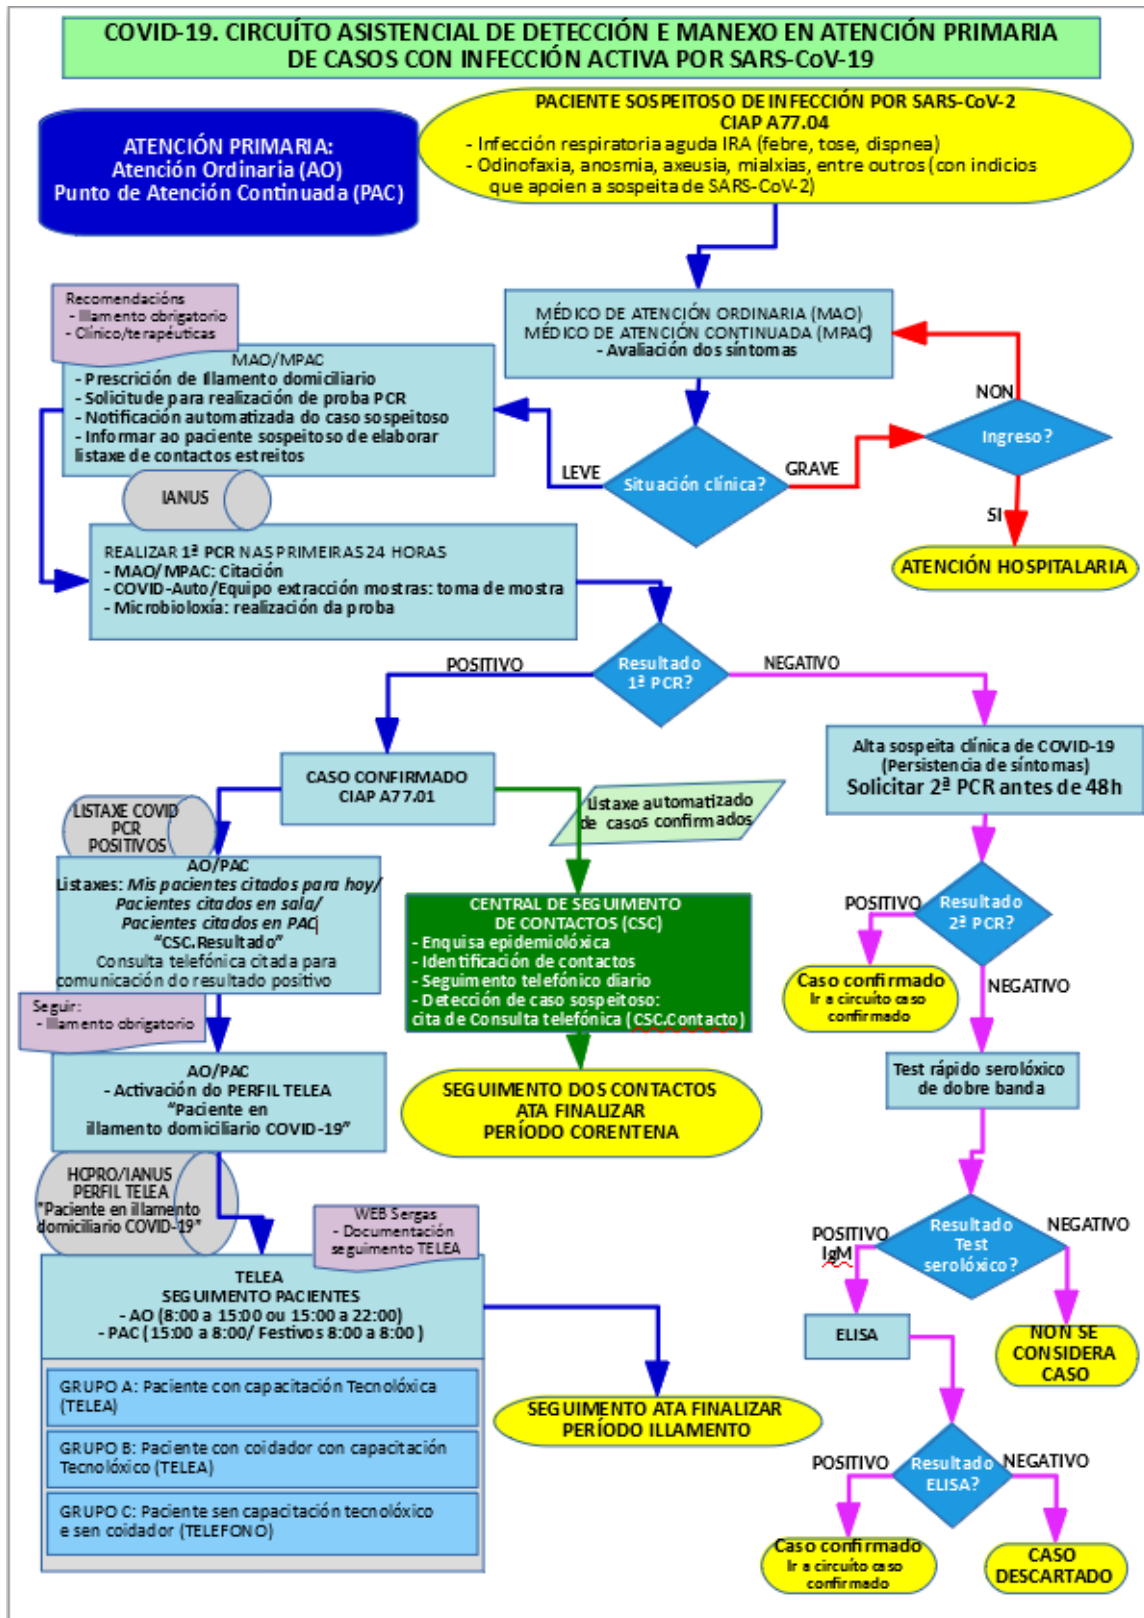 COVID-19. CIRCUÍTO ASISTENCIAL DE DETECCIÓN E MANEXO EN ATENCIÓN PRIMARIA
DE CASOS CON INFECCIÓN ACTIVA POR SARS-CoV-19
ATENCIÓN PRIMARIA:
Atención Ordinaria (AO)
Punto de Atención Continuada (PAC)
PACIENTE SOSPEITOSO DE INFECCIÓN POR SARS-CoV-2
CIAP A77.04
- Infección respiratoria aguda IRA (febre, tose, dispnea)
- Odinofaxia, anosmia, axeusia, mialxias, entre outros (con indicios
que apoien a sospeita de SARS-CoV-2)
Recomendacións
- Illamento obrigatorio
- Clínico/terapéuticas
MÉDICO DE ATENCIÓN ORDINARIA (MAO)
MÉDICO DE ATENCIÓN CONTINUADA (MPAC)
- Avaliación dos síntomas
MAO/MPAC
- Prescrición de Illamento domiciliario
- Solicitude para realización de proba PCR
- Notificación automatizada do caso sospeitoso
- Informar ao paciente sospeitoso de elaborar
listaxe de contactos estreitos
NON
Ingreso?
LEVE
Situación clínica?
GRAVE
SI
IANUS
ATENCIÓN HOSPITALARIA
REALIZAR 1ª PCR NAS PRIMEIRAS 24 HORAS
- MAO/MPAC: Citación
- COVID-Auto/Equipo extracción mostras: toma de mostra
- Microbioloxía: realización da proba
POSITIVO
Resultado
1ª PCR?
NEGATIVO
CASO CONFIRMADO
CIAP A77.01
Alta sospeita clínica de COVID-19
(Persistencia de síntomas)
Solicitar 2ª PCR antes de 48h
Listaxe automatizado
de casos confirmados
LISTAXE COVID
PCR
POSITIVOS
AO/PAC
Listaxes: Mis pacientes citados para hoy/
Pacientes citados en sala/
Pacientes citados en PAC
"CSC.Resultado"
Consulta telefónica citada para
comunicación do resultado positivo
CENTRAL DE SEGUIMENTO
DE CONTACTOS (CSC)
- Enquisa epidemiolóxica
- Identificación de contactos
- Seguimento telefónico diario
- Detección de caso sospeitoso:
cita de Consulta telefónica (CSC.Contacto)
POSITIVO
Resultado
2ª PCR?
NEGATIVO
Caso confirmado
Ir a circuíto caso
confirmado
Seguir:
- Illamento obrigatorio
AO/PAC
- Activación do PERFIL TELEA
"Paciente en
illamento domiciliario COVID-19"
SEGUIMENTO DOS CONTACTOS
ATA FINALIZAR
PERÍODO CORENTENA
Test rápido serolóxico
de dobre banda
HCPRO/IANUS
PERFIL TELEA
"Paciente en illamento
domiciliario COVID-19"
WEB Sergas
- Documentación
seguimento TELEA
POSITIVO
IgM
Resultado
Test
serolóxico?
NEGATIVO
TELEA
SEGUIMENTO PACIENTES
- AO (8:00 a 15:00 ou 15:00 a 22:00)
- PAC (15:00 a 8:00/ Festivos 8:00 a 8:00 )
ELISA
NON SE
CONSIDERA
CASO
GRUPO A: Paciente con capacitación Tecnolóxica
(TELEA)
GRUPO B: Paciente con coidador con capacitación
Tecnolóxico (TELEA)
GRUPO C: Paciente sen capacitación tecnolóxico
e sen coidador (TELEFONO)
SEGUIMENTO ATA FINALIZAR
PERÍODO ILLAMENTO
POSITIVO
Resultado
ELISA?
NEGATIVO
Caso confirmado
Ir a circuíto caso
confirmado
CASO
DESCARTADO